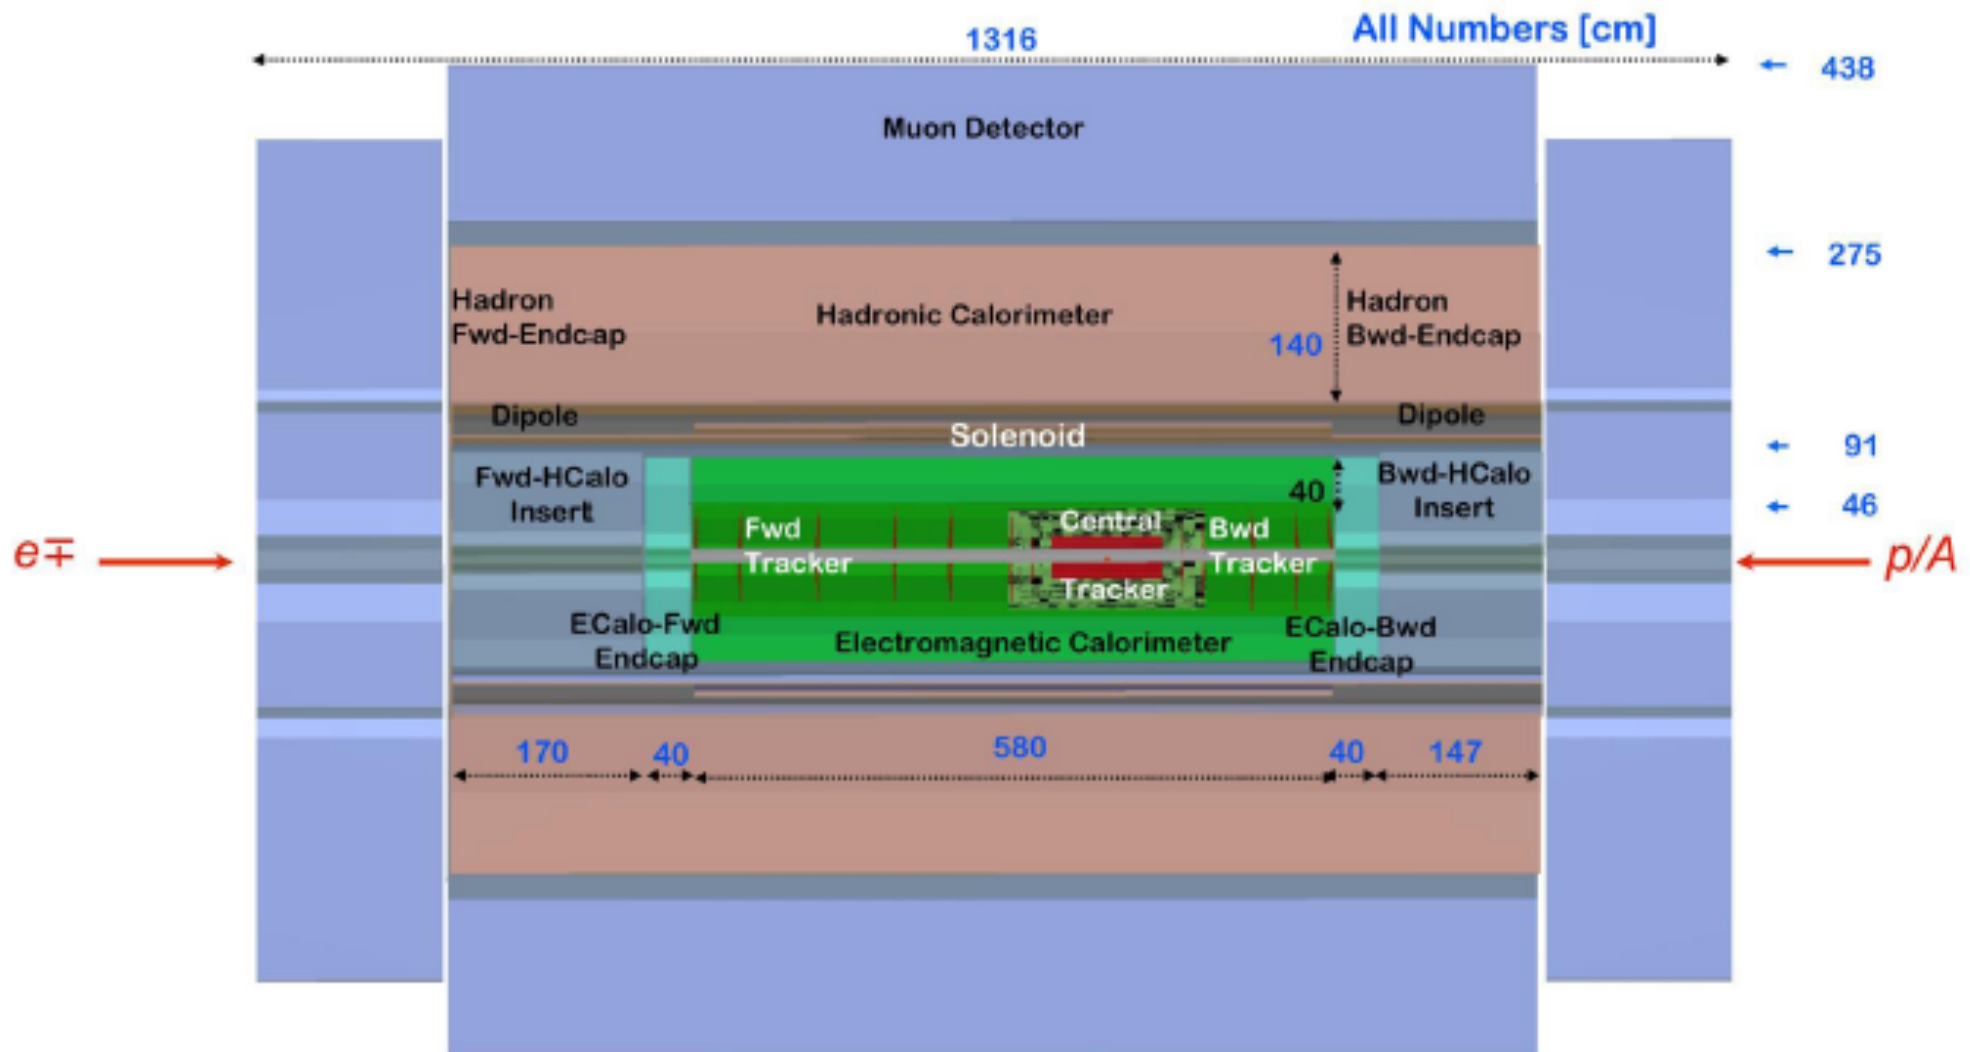 1316
All Numbers [cm]
438
Muon Detector
275
Hadron
Fwd-Endcap
Hadronic Calorimeter
140
Hadron
Bwd-Endcap
Dipole
Solenoid
Dipole
91
Fwd-HCalo
Insert
40
Bwd-HCalo
Insert
46
Fwd
Tracker
Central
Tracker
Bwd
Tracker
e∓
p/A
ECalo-Fwd
Endcap
Electromagnetic Calorimeter
ECalo-Bwd
Endcap
170
40
580
40
147